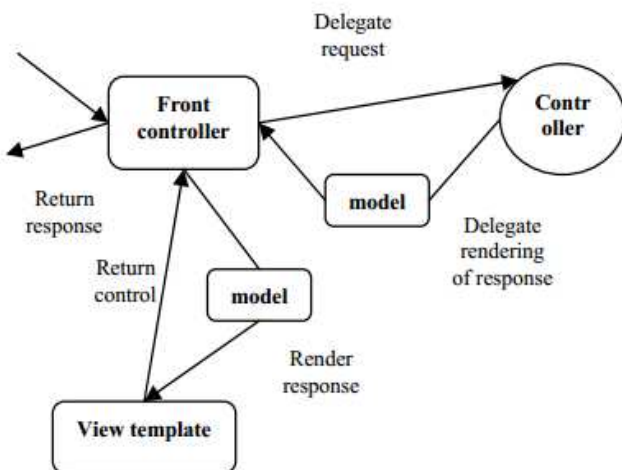 Delegate
request
Front
controller
Contr
oller
model
Return
response
Delegate
rendering
of response
Return
control
model
Render
response
View template